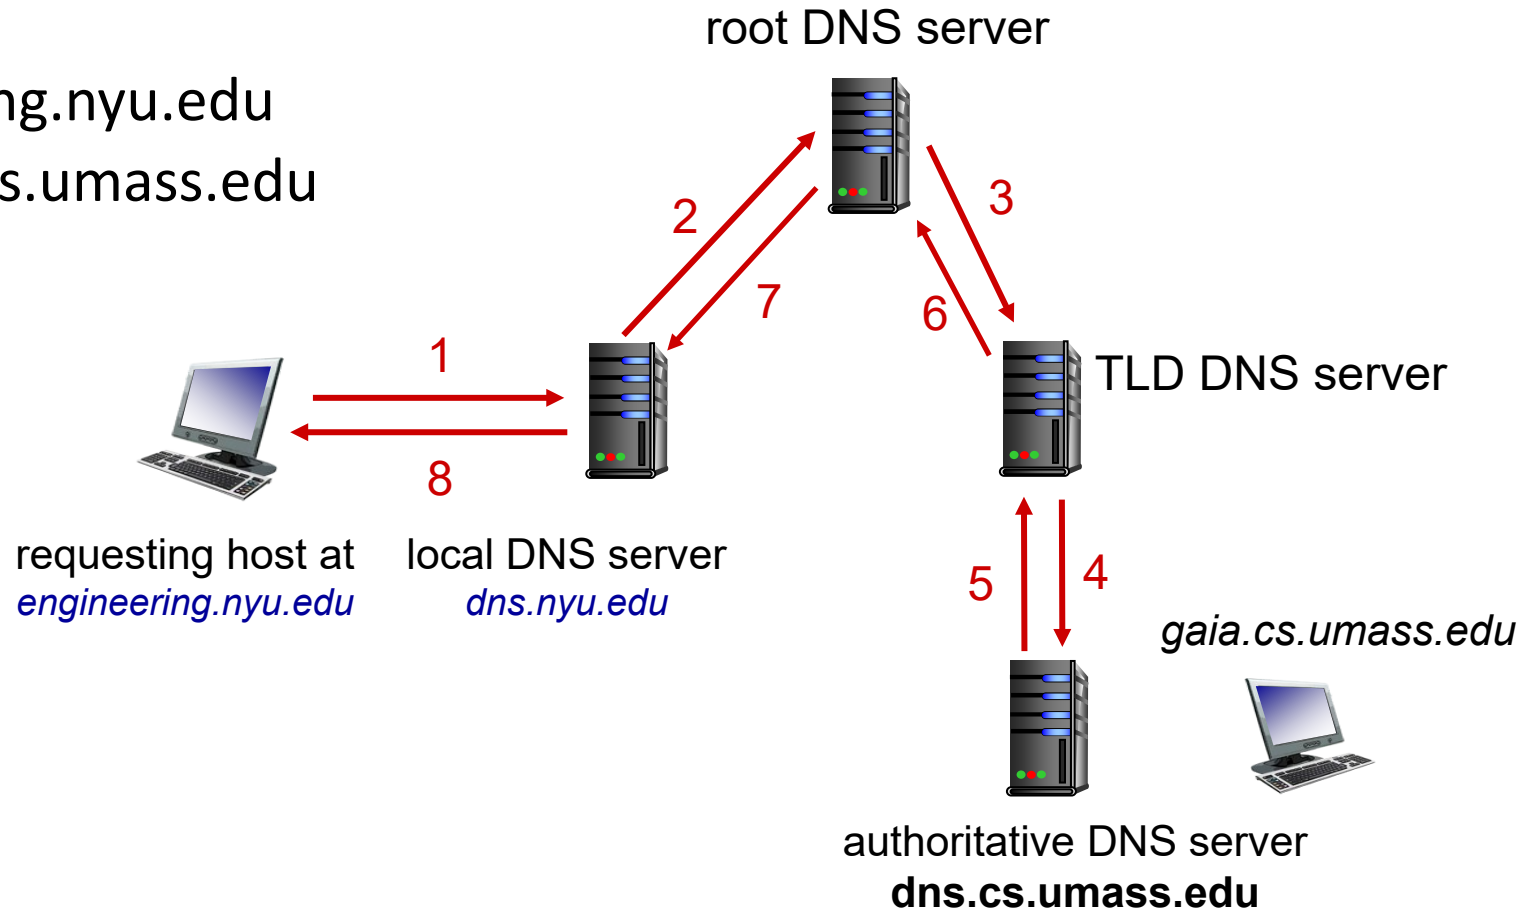 root DNS server
ng.nyu.edu
s.umass.edu
2
3
7
6
1
TLD DNS server
8
requesting host at
engineering.nyu.edu
local DNS server
dns.nyu.edu
5
4
gaia.cs.umass.edu
authoritative DNS server
dns.cs.umass.edu